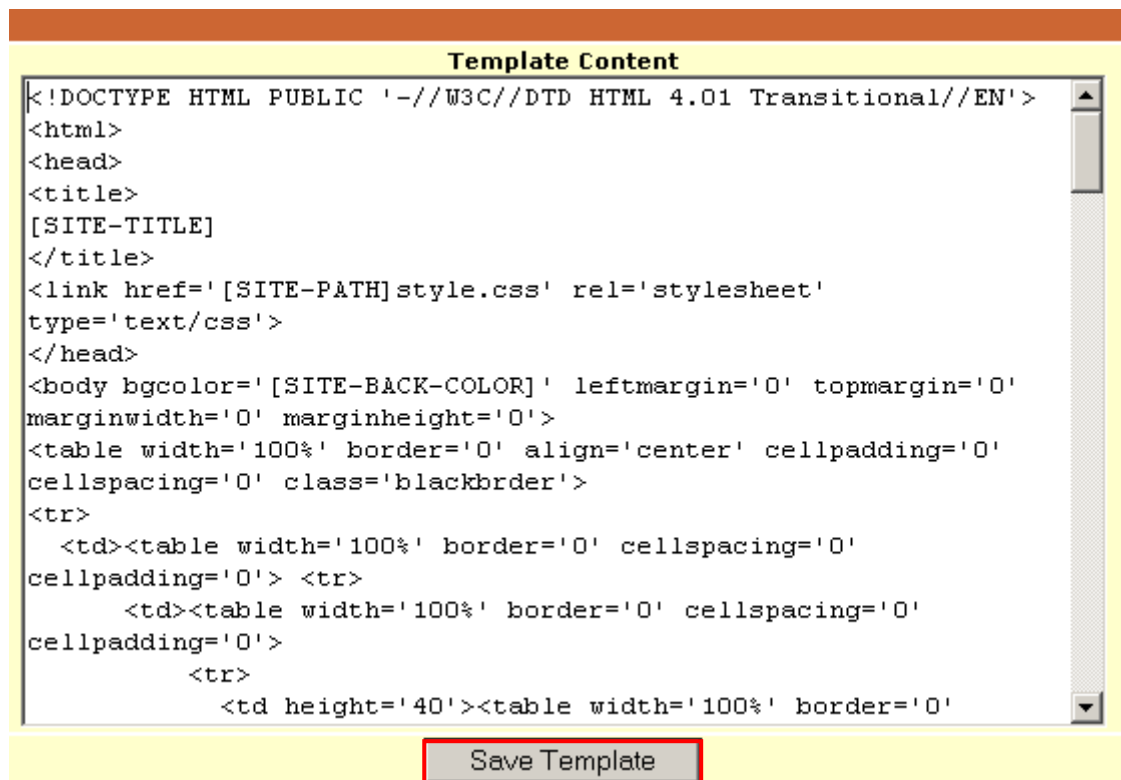 Template Content
<!DOCTYPE HTML PUBLIC '-//W3C//DTD HTML 4.01 Transitional//EN'>
<html>
<head>
<title>
[SITE-TITLE]
</title>
<link href='[SITE-PATH]style.css' rel='stylesheet'
type='text/css'>
</head>
<body bgcolor='[SITE-BACK-COLOR]' leftmargin='0' topmargin='0'
marginwidth='0' marginheight='0'>
<table width='100%' border='0' align='center' cellpadding='0'
cellspacing='0' class='blackbrder'>
<tr>
  <td><table width='100%' border='0' cellspacing='0'
cellpadding='0'> <tr>
      <td><table width='100%' border='0' cellspacing='0'
cellpadding='0'>
          <tr>
            <td height='40'><table width='100%' border='0'
Save Template